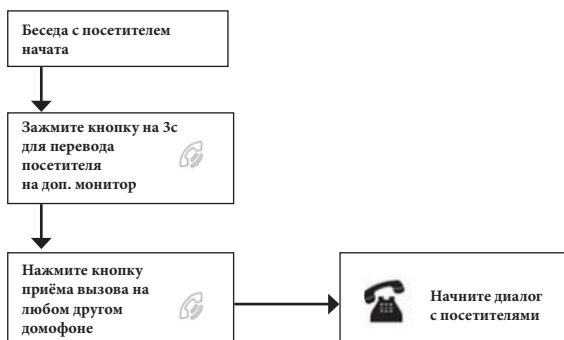 Беседа с посетителем
начата
Зажмите кнопку на 3с
для перевода
посетителя
на доп. монитор
Нажмите кнопку
приёма вызова на
любом другом
домофоне
Начните диалог
с посетителями